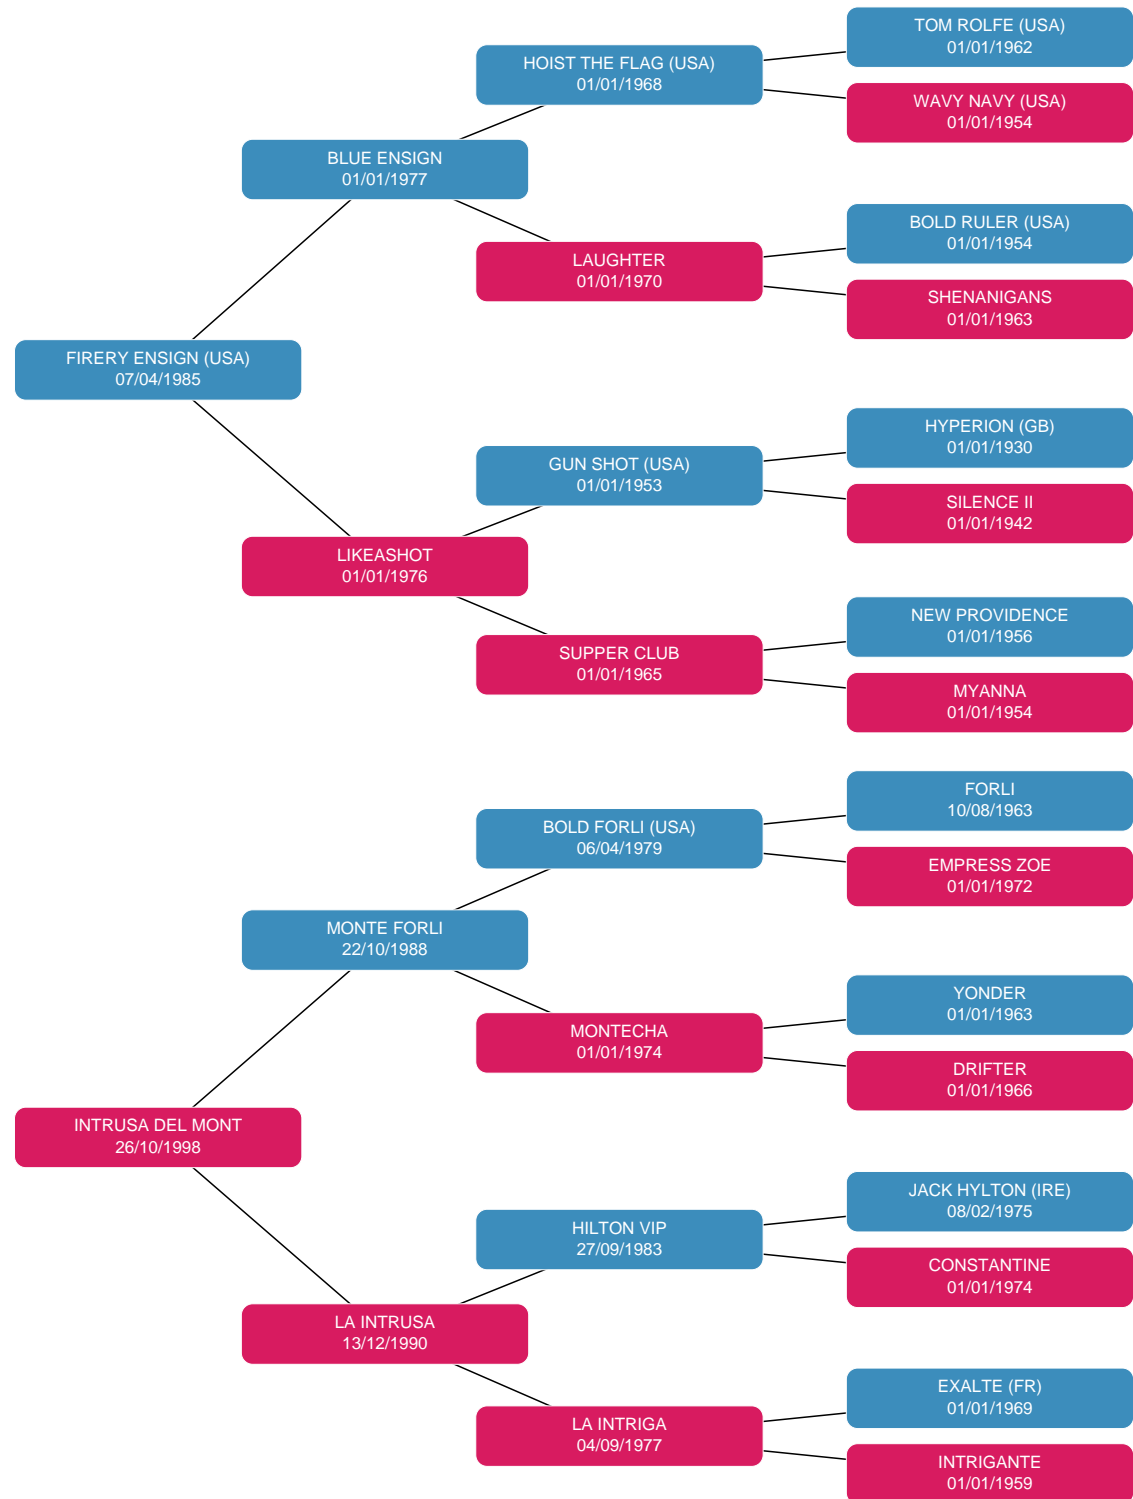 TOM ROLFE (USA)
01/01/1962
HOIST THE FLAG (USA)
01/01/1968
WAVY NAVY (USA)
01/01/1954
BLUE ENSIGN
01/01/1977
BOLD RULER (USA)
01/01/1954
LAUGHTER
01/01/1970
SHENANIGANS
01/01/1963
FIRERY ENSIGN (USA)
07/04/1985
HYPERION (GB)
01/01/1930
GUN SHOT (USA)
01/01/1953
SILENCE II
01/01/1942
LIKEASHOT
01/01/1976
NEW PROVIDENCE
01/01/1956
SUPPER CLUB
01/01/1965
MYANNA
01/01/1954
FORLI
10/08/1963
BOLD FORLI (USA)
06/04/1979
EMPRESS ZOE
01/01/1972
MONTE FORLI
22/10/1988
YONDER
01/01/1963
MONTECHA
01/01/1974
DRIFTER
01/01/1966
INTRUSA DEL MONT
26/10/1998
JACK HYLTON (IRE)
08/02/1975
HILTON VIP
27/09/1983
CONSTANTINE
01/01/1974
LA INTRUSA
13/12/1990
EXALTE (FR)
01/01/1969
LA INTRIGA
04/09/1977
INTRIGANTE
01/01/1959